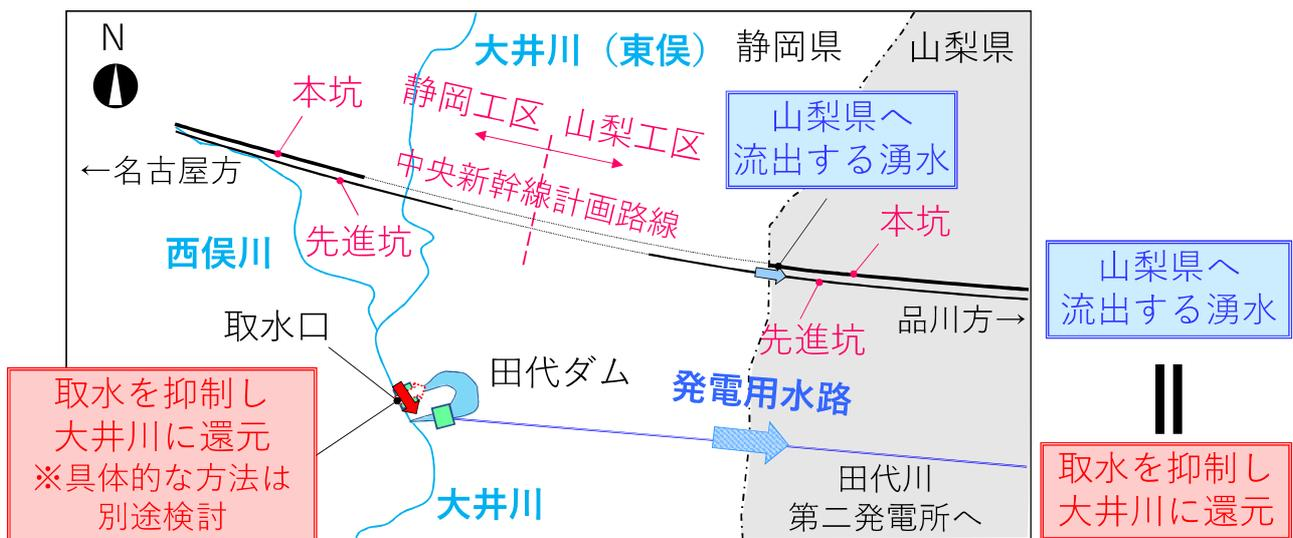 N
大井川（東俣）
静岡県
山梨県
本坑
静岡工区
山梨工区
山梨県へ
流出する湧水
中央新幹線計画路線
←名古屋方
先進坑
本坑
西俣川
山梨県へ
流出する湧水
品川方→
先進坑
取水口
田代ダム
発電用水路
取水を抑制し
大井川に還元
※具体的な方法は
別途検討
大井川
田代川
第二発電所へ
取水を抑制し
大井川に還元